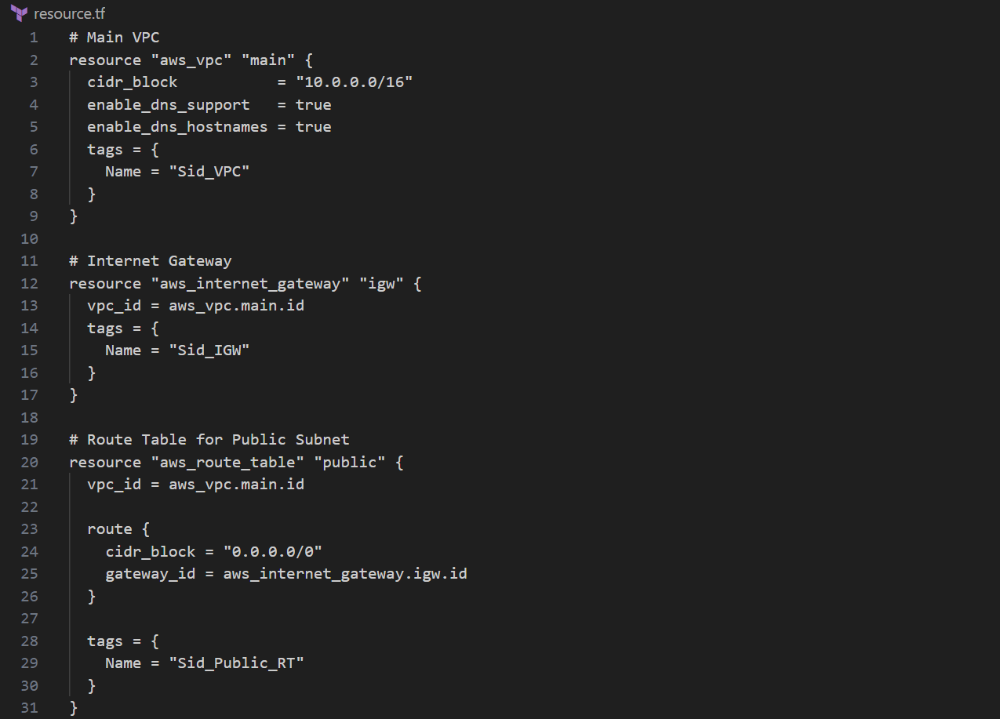 resource.tf
1 # Main VPC
2 resource "aws_vpc" "main" {
3   cidr_block           = "10.0.0.0/16"
4   enable_dns_support   = true
5   enable_dns_hostnames = true
6   tags = {
7     Name = "Sid_VPC"
8   }
9 }
10
11 # Internet Gateway
12 resource "aws_internet_gateway" "igw" {
13   vpc_id = aws_vpc.main.id
14   tags = {
15     Name = "Sid_IGW"
16   }
17 }
18
19 # Route Table for Public Subnet
20 resource "aws_route_table" "public" {
21   vpc_id = aws_vpc.main.id
22
23   route {
24     cidr_block = "0.0.0.0/0"
25     gateway_id = aws_internet_gateway.igw.id
26   }
27
28   tags = {
29     Name = "Sid_Public_RT"
30   }
31 }